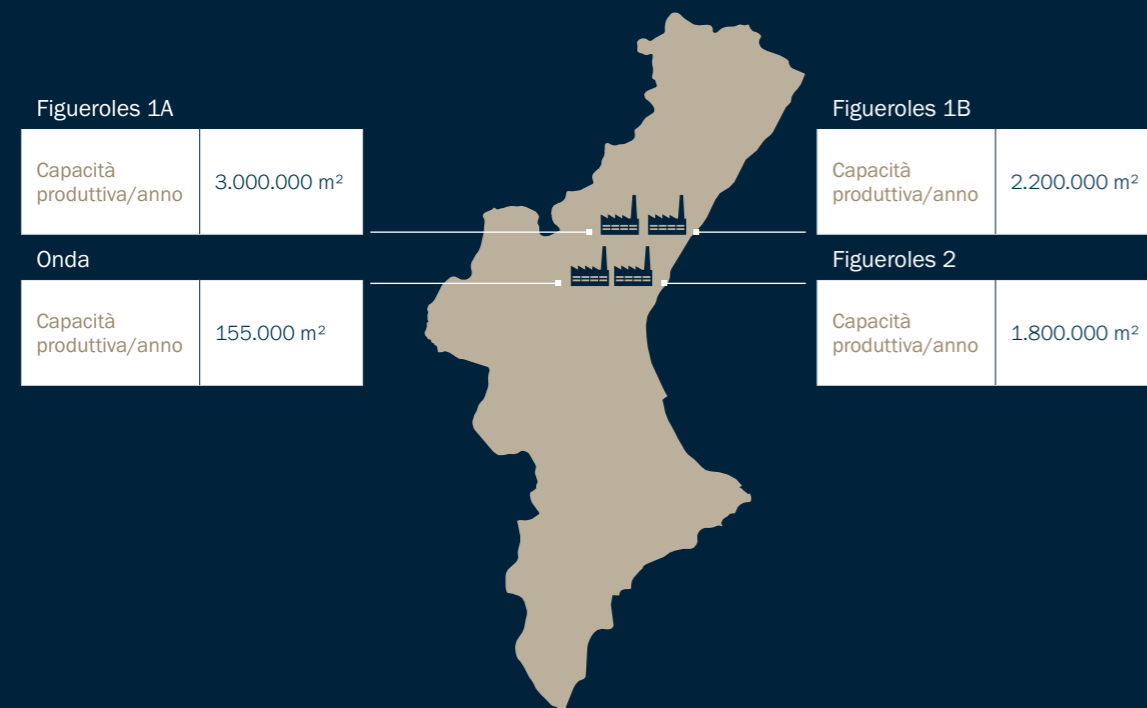 Figueroles 1A
Capacità
produttiva/anno
3.000.000 m²
Onda
Capacità
produttiva/anno
155.000 m²
Figueroles 1B
Capacità
produttiva/anno
2.200.000 m²
Figueroles 2
Capacità
produttiva/anno
1.800.000 m²